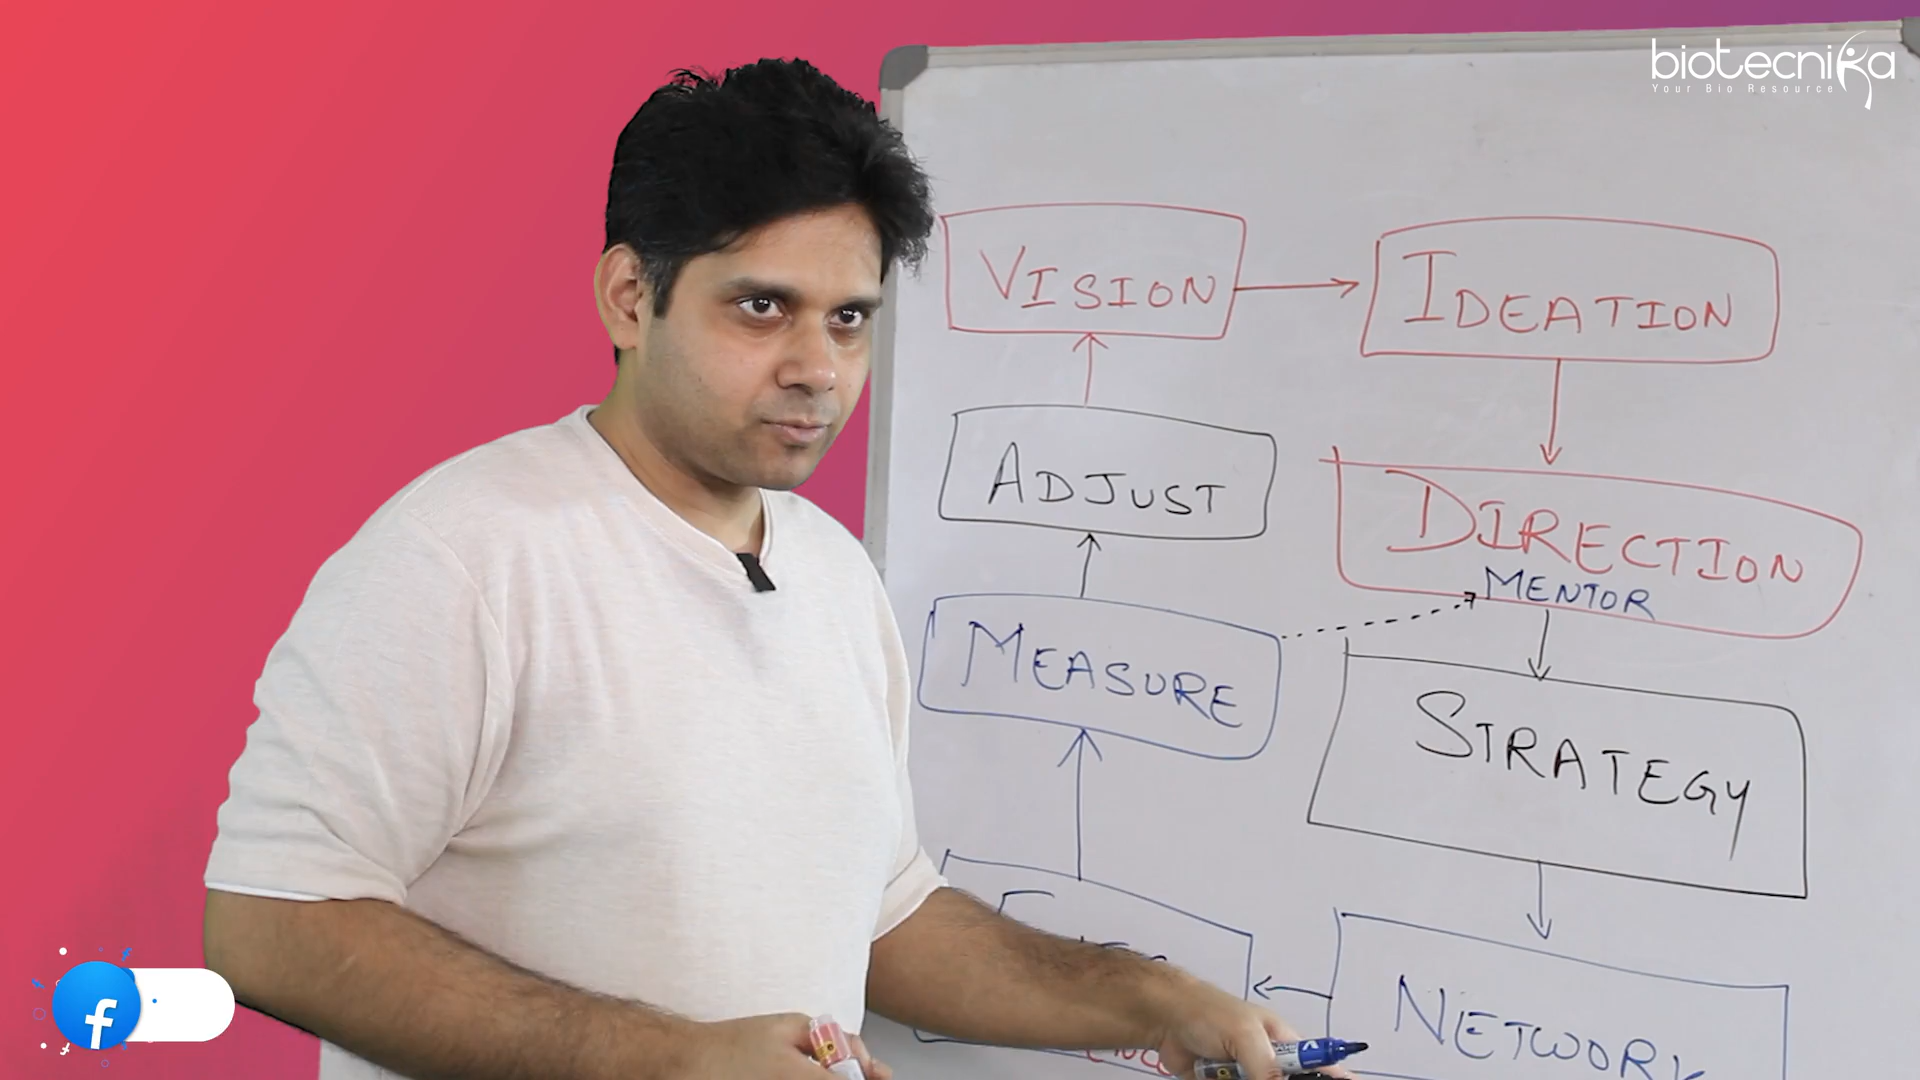 biotecnika
Your Bio Resource
VISION
IDEATION
ADJUST
DIRECTION
MENTOR
MEASURE
STRATEGY
NETWORK
f